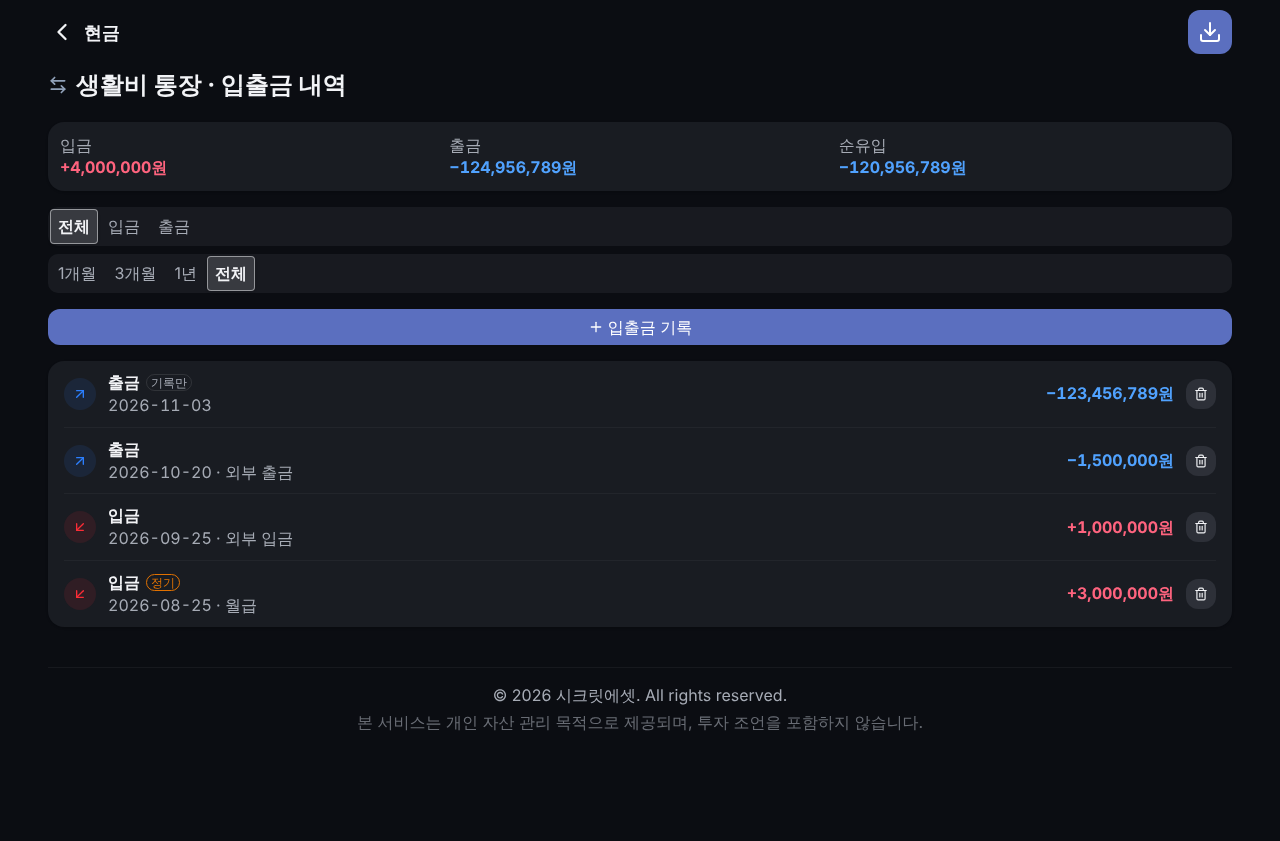 현금
생활비 통장 · 입출금 내역
입금 출금 순유입
+4,000,000원 −124,956,789원 −120,956,789원
전체 입금 출금
1개월 3개월 1년 전체
+ 입출금 기록
출금 기록만
2026-11-03
−123,456,789원
출금
2026-10-20 · 외부 출금
−1,500,000원
입금
2026-09-25 · 외부 입금
+1,000,000원
입금 정기
2026-08-25 · 월급
+3,000,000원
© 2026 시크릿에셋. All rights reserved.
본 서비스는 개인 자산 관리 목적으로 제공되며, 투자 조언을 포함하지 않습니다.